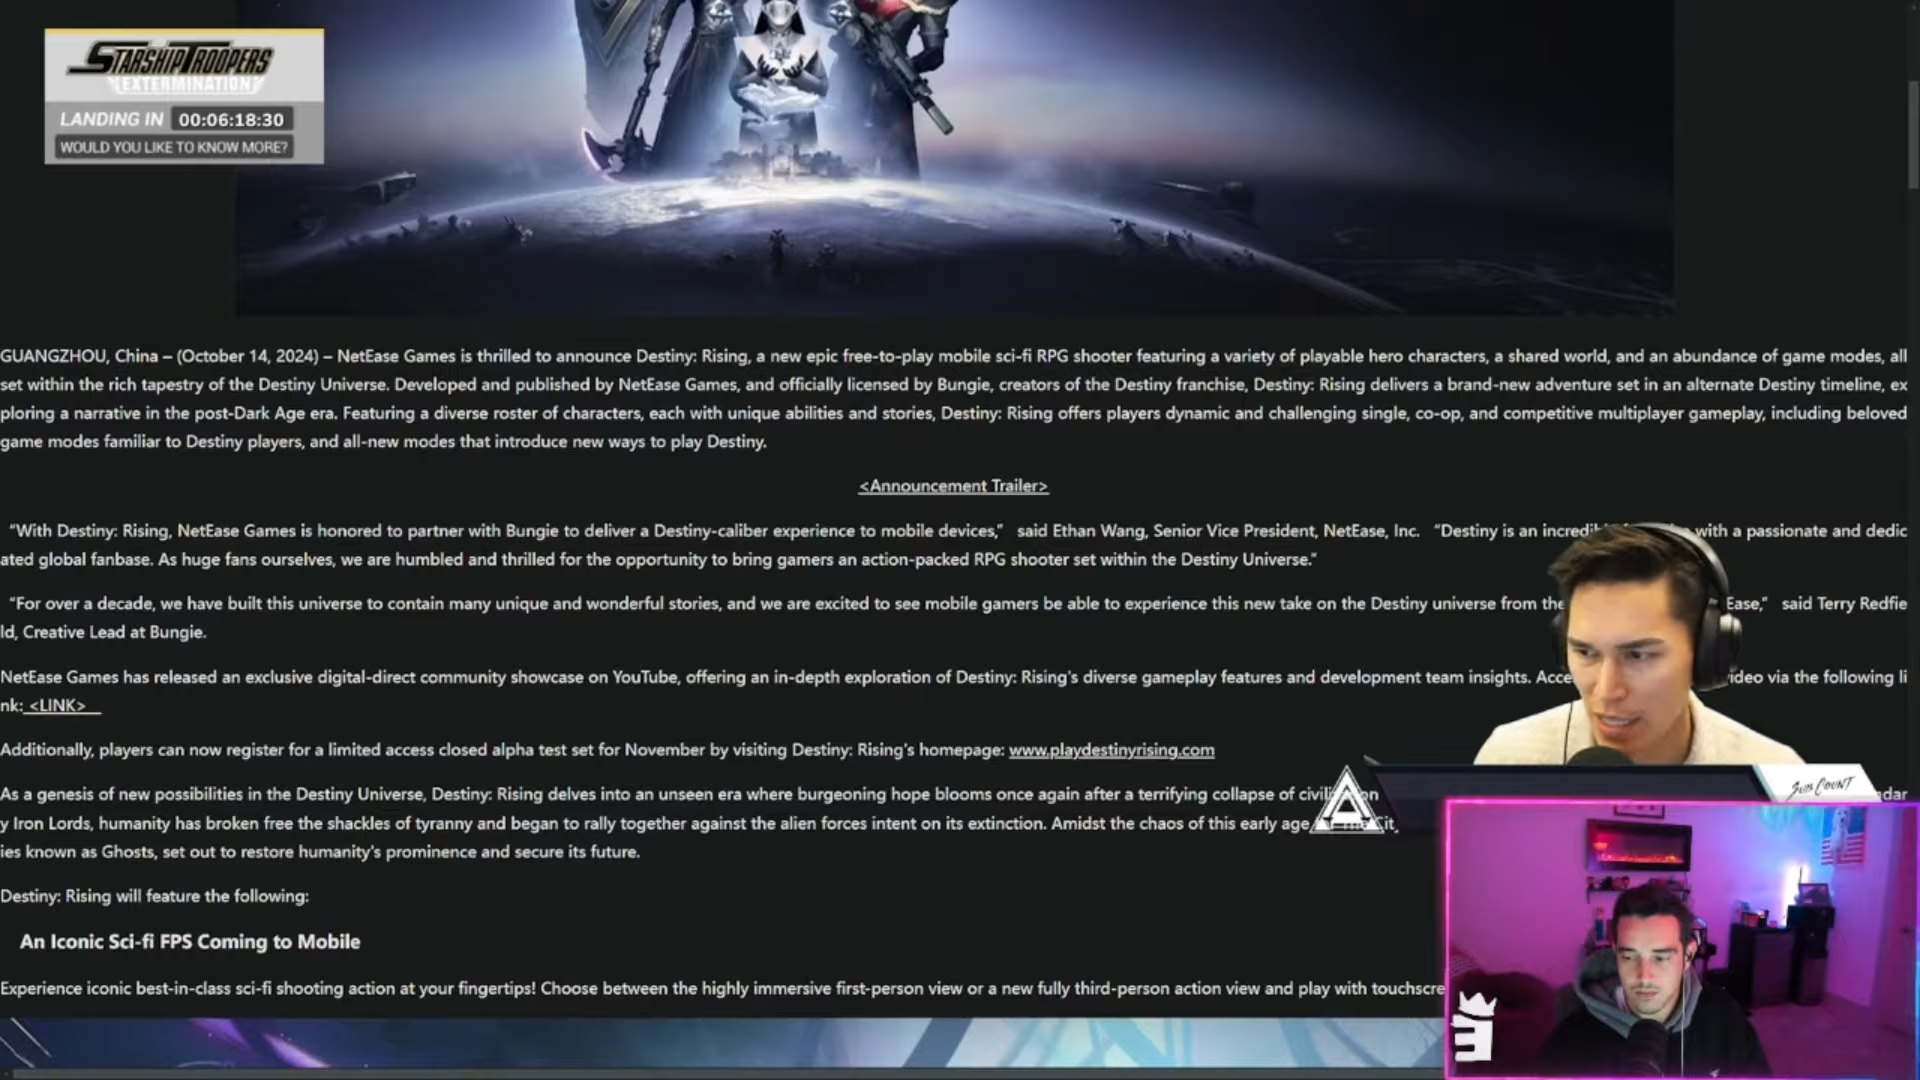 STARSHIP TROOPERS
EXTERMINATION
LANDING IN 00:06:18:30
WOULD YOU LIKE TO KNOW MORE?
GUANGZHOU, China – (October 14, 2024) – NetEase Games is thrilled to announce Destiny: Rising, a new epic free-to-play mobile sci-fi RPG shooter featuring a variety of playable hero characters, a shared world, and an abundance of game modes, all
set within the rich tapestry of the Destiny Universe. Developed and published by NetEase Games, and officially licensed by Bungie, creators of the Destiny franchise, Destiny: Rising delivers a brand-new adventure set in an alternate Destiny timeline, ex
ploring a narrative in the post-Dark Age era. Featuring a diverse roster of characters, each with unique abilities and stories, Destiny: Rising offers players dynamic and challenging single, co-op, and competitive multiplayer gameplay, including beloved
game modes familiar to Destiny players, and all-new modes that introduce new ways to play Destiny.
<Announcement Trailer>
“With Destiny: Rising, NetEase Games is honored to partner with Bungie to deliver a Destiny-caliber experience to mobile devices,” said Ethan Wang, Senior Vice President, NetEase, Inc. “Destiny is an with a passionate and dedic
ated global fanbase. As huge fans ourselves, we are humbled and thrilled for the opportunity to bring gamers an action-packed RPG shooter set within the Destiny Universe.”
“For over a decade, we have built this universe to contain many unique and wonderful stories, and we are excited to see mobile gamers be able to experience this new take on the Destiny universe from the Ease,” said Terry Redfie
ld, Creative Lead at Bungie.
NetEase Games has released an exclusive digital-direct community showcase on YouTube, offering an in-depth exploration of Destiny: Rising's diverse gameplay features and development team insights. Acce ideo via the following li
nk: <LINK>
Additionally, players can now register for a limited access closed alpha test set for November by visiting Destiny: Rising's homepage: www.playdestinyrising.com
As a genesis of new possibilities in the Destiny Universe, Destiny: Rising delves into an unseen era where burgeoning hope blooms once again after a terrifying collapse of ndar
y Iron Lords, humanity has broken free the shackles of tyranny and began to rally together against the alien forces intent on its extinction. Amidst the chaos of this early age
ies known as Ghosts, set out to restore humanity's prominence and secure its future.
SUB COUNT
Destiny: Rising will feature the following:
An Iconic Sci-fi FPS Coming to Mobile
Experience iconic best-in-class sci-fi shooting action at your fingertips! Choose between the highly immersive first-person view or a new fully third-person action view and play with touchscre